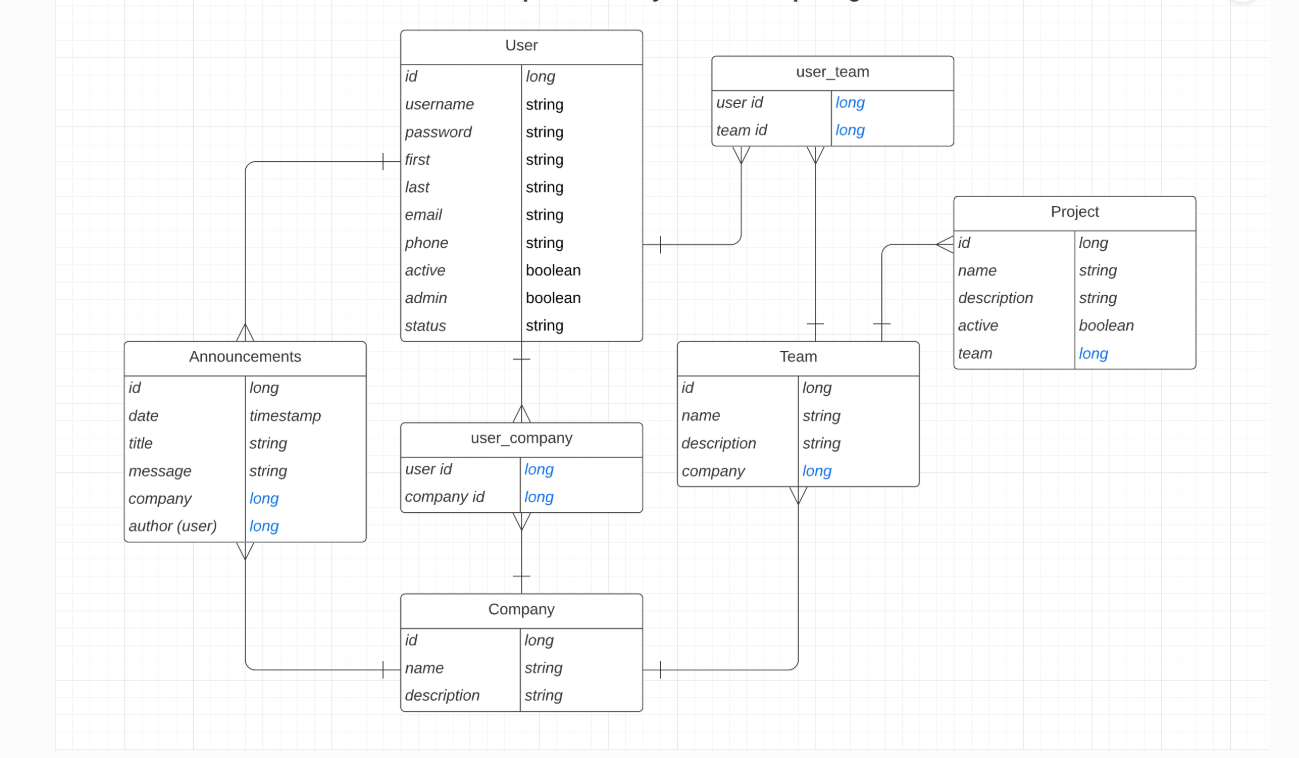 User
id long
username string
password string
first string
last string
email string
phone string
active boolean
admin boolean
status string
user_team
user id long
team id long
Project
id long
name string
description string
active boolean
team long
Announcements
id long
date timestamp
title string
message string
company long
author (user) long
user_company
user id long
company id long
Team
id long
name string
description string
company long
Company
id long
name string
description string